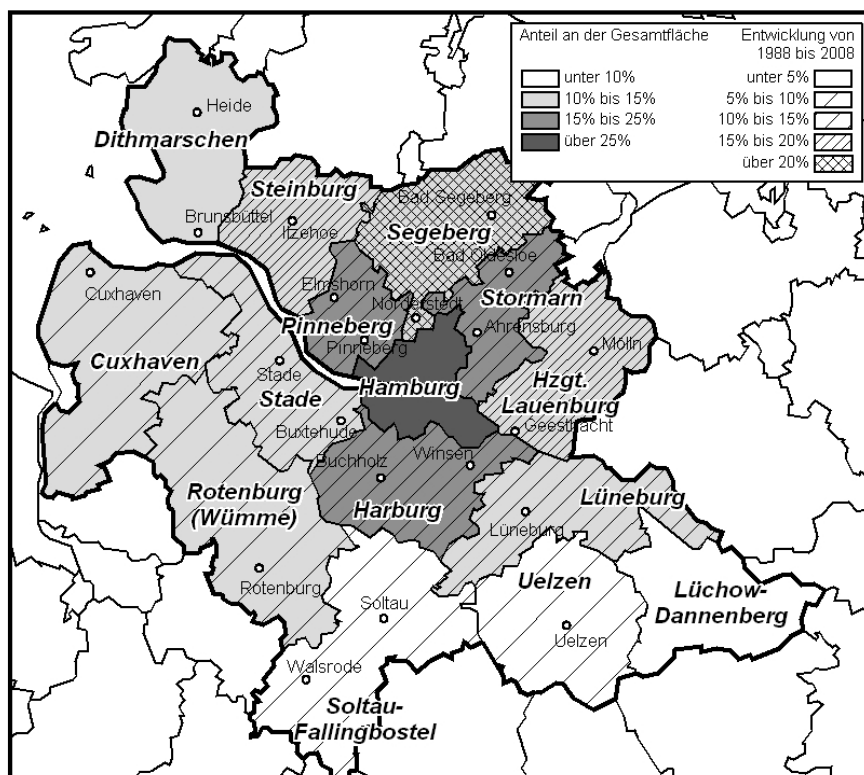 Anteil an der Gesamtfläche
Entwicklung von
1988 bis 2008
unter 10%
unter 5%
10% bis 15%
5% bis 10%
15% bis 25%
10% bis 15%
über 25%
15% bis 20%
über 20%
Heide
Dithmarschen
Steinburg
Bad Segeberg
Brunsbüttel
Itzehoe
Segeberg
Bad Oldesloe
Cuxhaven
Elmshorn
Norderstedt
Stormarn
Pinneberg
Ahrensburg
Pinneberg
Mölln
Cuxhaven
Stade
Hamburg
Hzgt.
Lauenburg
Stade
Buxtehude
Geesthacht
Buchholz
Winsen
Rotenburg
(Wümme)
Harburg
Lüneburg
Lüneburg
Rotenburg
Uelzen
Lüchow-
Dannenberg
Soltau
Uelzen
Walsrode
Soltau-
Fallingbostel